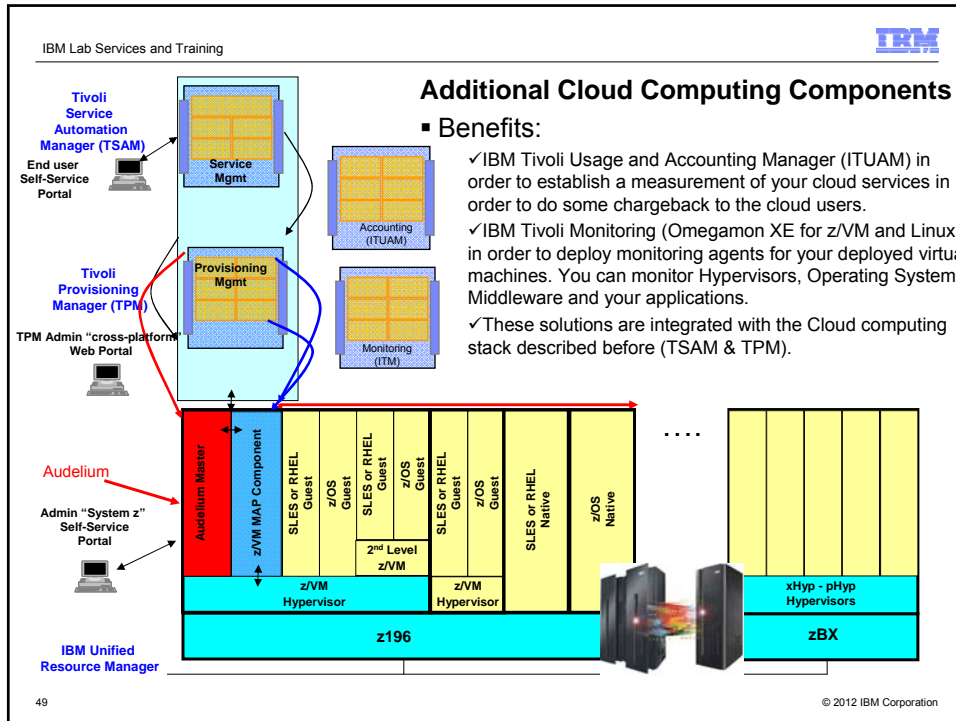 IBM Lab Services and Training
IBM
Additional Cloud Computing Components
▪ Benefits:
✓IBM Tivoli Usage and Accounting Manager (ITUAM) in
order to establish a measurement of your cloud services in
order to do some chargeback to the cloud users.
✓IBM Tivoli Monitoring (Omegamon XE for z/VM and Linux
in order to deploy monitoring agents for your deployed virtua
machines. You can monitor Hypervisors, Operating System
Middleware and your applications.
✓These solutions are integrated with the Cloud computing
stack described before (TSAM & TPM).
Tivoli
Service
Automation
Manager (TSAM)
End user
Self-Service
Portal
Service
Mgmt
Accounting
(ITUAM)
Tivoli
Provisioning
Manager (TPM)
Provisioning
Mgmt
Monitoring
(ITM)
TPM Admin “cross-platform”
Web Portal
Audelium
Admin “System z”
Self-Service
Portal
Audelium Master
z/VM MAP Component
SLES or RHEL
Guest
z/OS
Guest
SLES or RHEL
Guest
z/OS
Guest
2nd Level
z/VM
SLES or RHEL
Guest
z/OS
Guest
SLES or RHEL
Native
z/OS
Native
....
z/VM
Hypervisor
z/VM
Hypervisor
xHyp - pHyp
Hypervisors
z196
zBX
IBM Unified
Resource Manager
49
© 2012 IBM Corporation